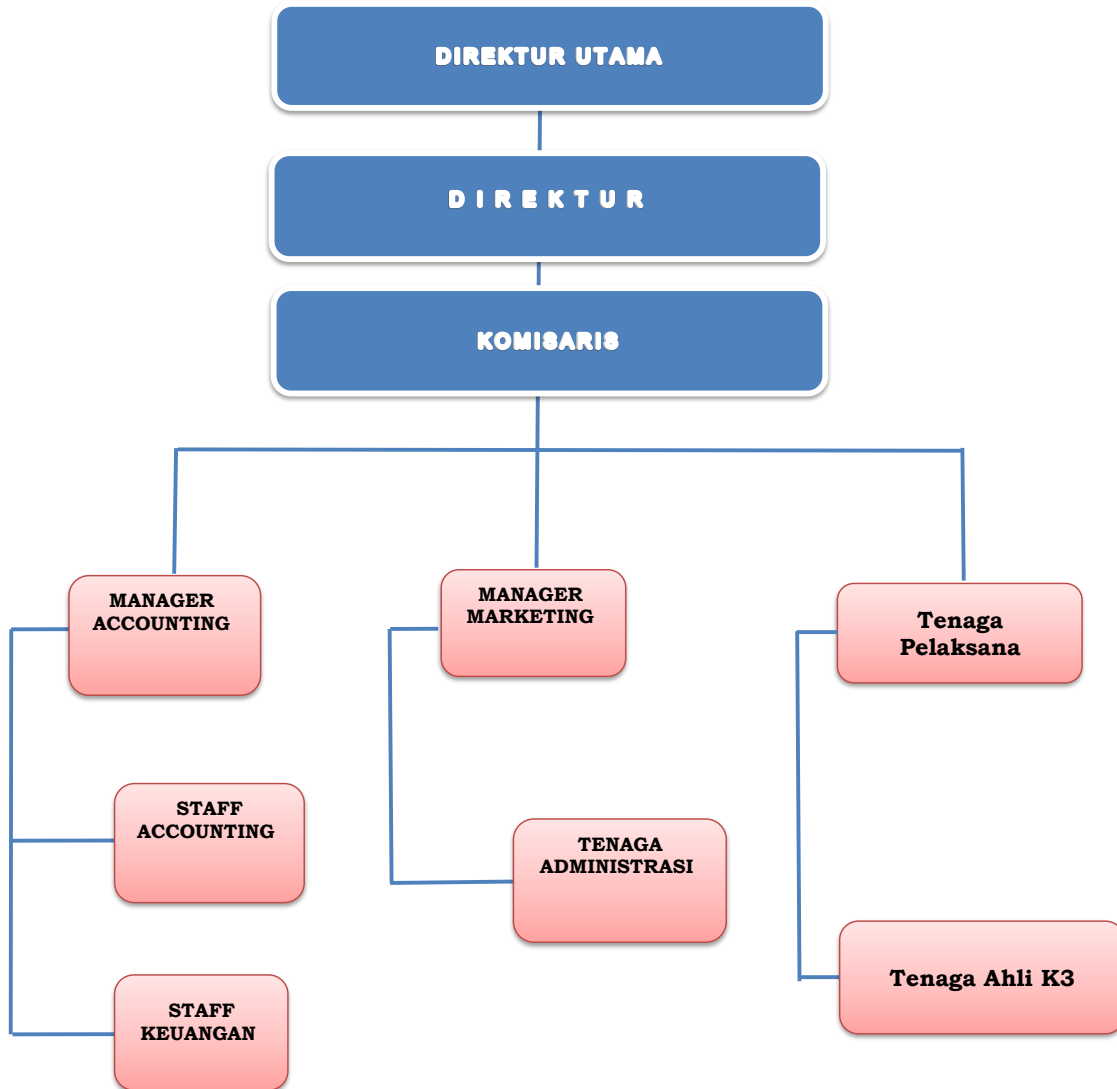 DIREKTUR UTAMA
D I R E K T U R
KOMISARIS
MANAGER
ACCOUNTING
MANAGER
MARKETING
Tenaga
Pelaksana
STAFF
ACCOUNTING
TENAGA
ADMINISTRASI
STAFF
KEUANGAN
Tenaga Ahli K3